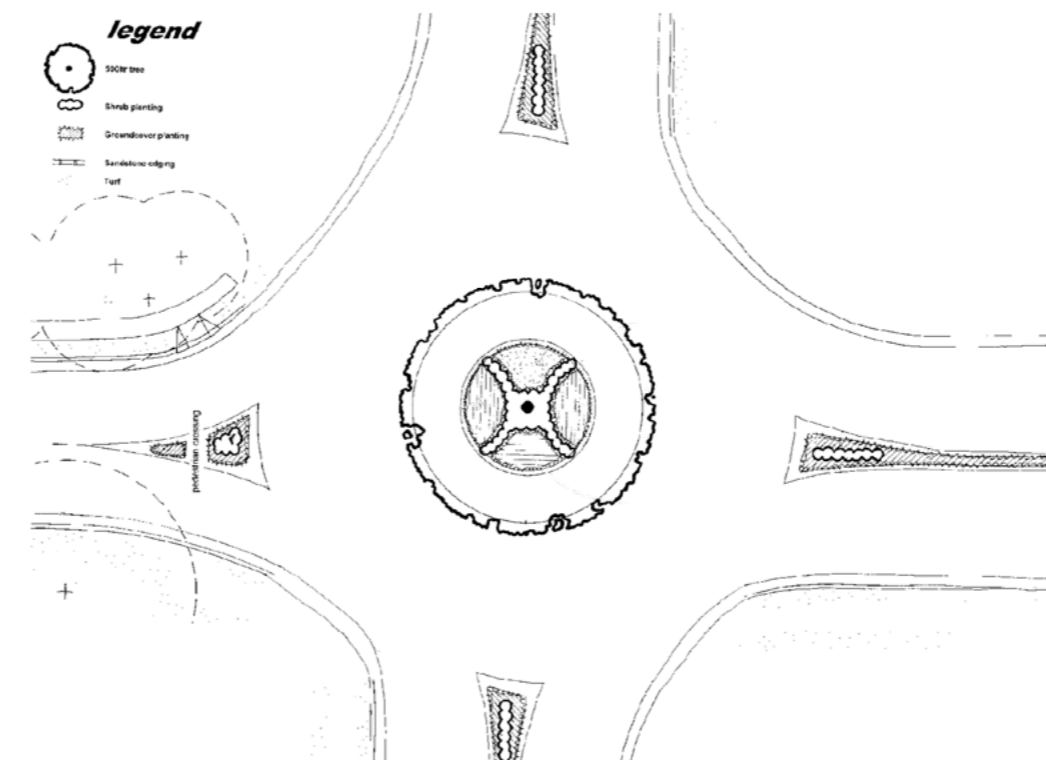 legend
500ltr tree
Shrub planting
Groundcover planting
Sandstone edging
Turf
pedestrian crossing